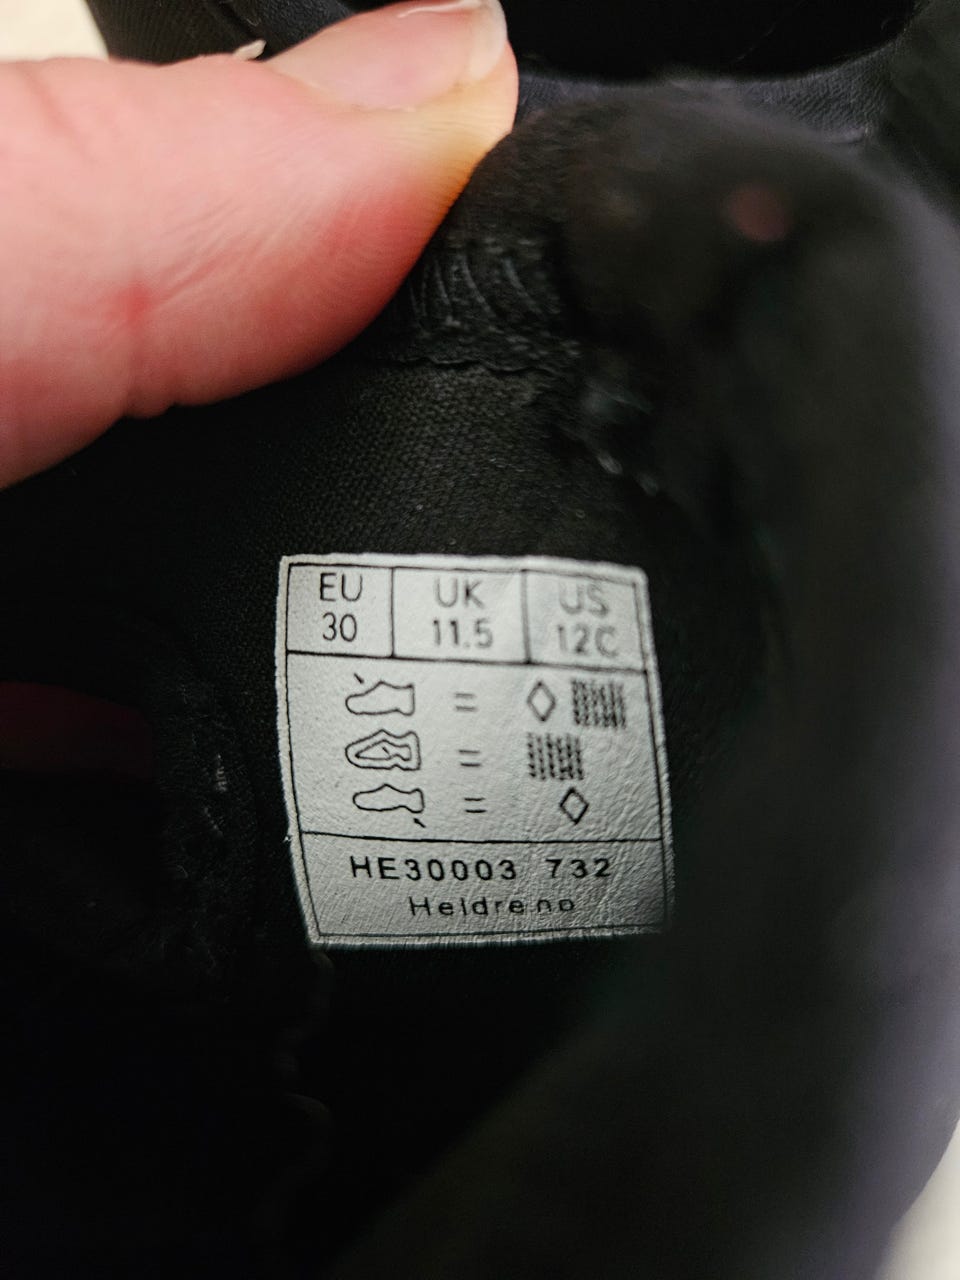 EU UK US
30 11.5 12C
= 
=
=
HE30003 732
Heldreno